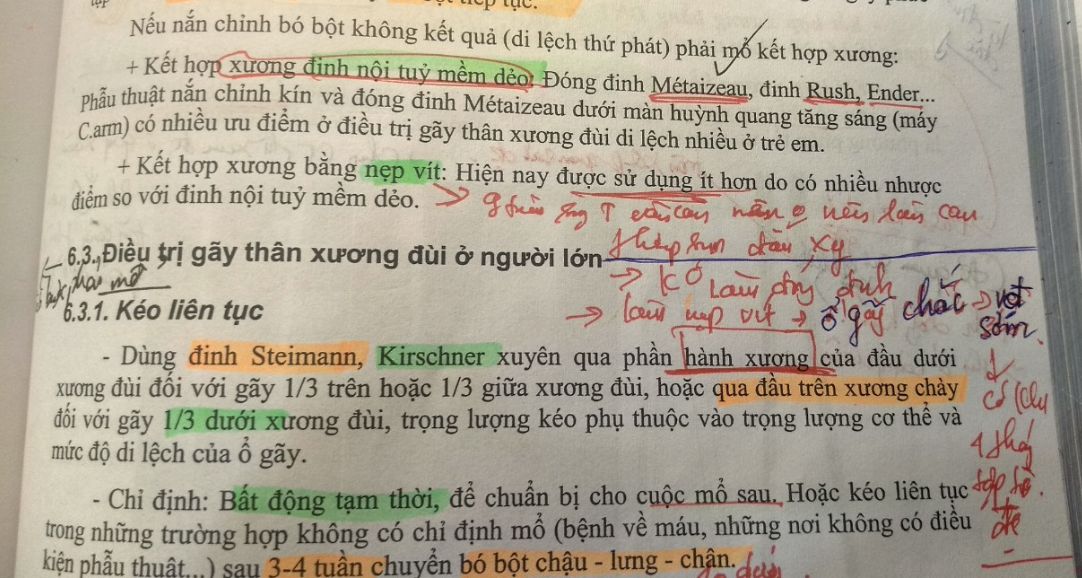 tiếp tục.
Nếu nắn chỉnh bó bột không kết quả (di lệch thứ phát) phải mổ kết hợp xương:
+ Kết hợp xương đinh nội tuỷ mềm dẻo: Đóng đinh Métaizeau, đinh Rush, Ender...
Phẫu thuật nắn chỉnh kín và đóng đinh Métaizeau dưới màn huỳnh quang tăng sáng (máy
C.arm) có nhiều ưu điểm ở điều trị gãy thân xương đùi di lệch nhiều ở trẻ em.
+ Kết hợp xương bằng nẹp vít: Hiện nay được sử dụng ít hơn do có nhiều nhược
điểm so với đinh nội tuỷ mềm dẻo.
6.3. Điều trị gãy thân xương đùi ở người lớn
6.3.1. Kéo liên tục
làm nẹp vít → ổ gãy chắc → vđ
sớm.
- Dùng đinh Steimann, Kirschner xuyên qua phần hành xương của đầu dưới
xương đùi đối với gãy 1/3 trên hoặc 1/3 giữa xương đùi, hoặc qua đầu trên xương chày
đối với gãy 1/3 dưới xương đùi, trọng lượng kéo phụ thuộc vào trọng lượng cơ thể và
mức độ di lệch của ổ gãy.
- Chỉ định: Bất động tạm thời, để chuẩn bị cho cuộc mổ sau. Hoặc kéo liên tục
trong những trường hợp không có chỉ định mổ (bệnh về máu, những nơi không có điều
kiện phẫu thuật...) sau 3-4 tuần chuyển bó bột chậu - lưng - chân.